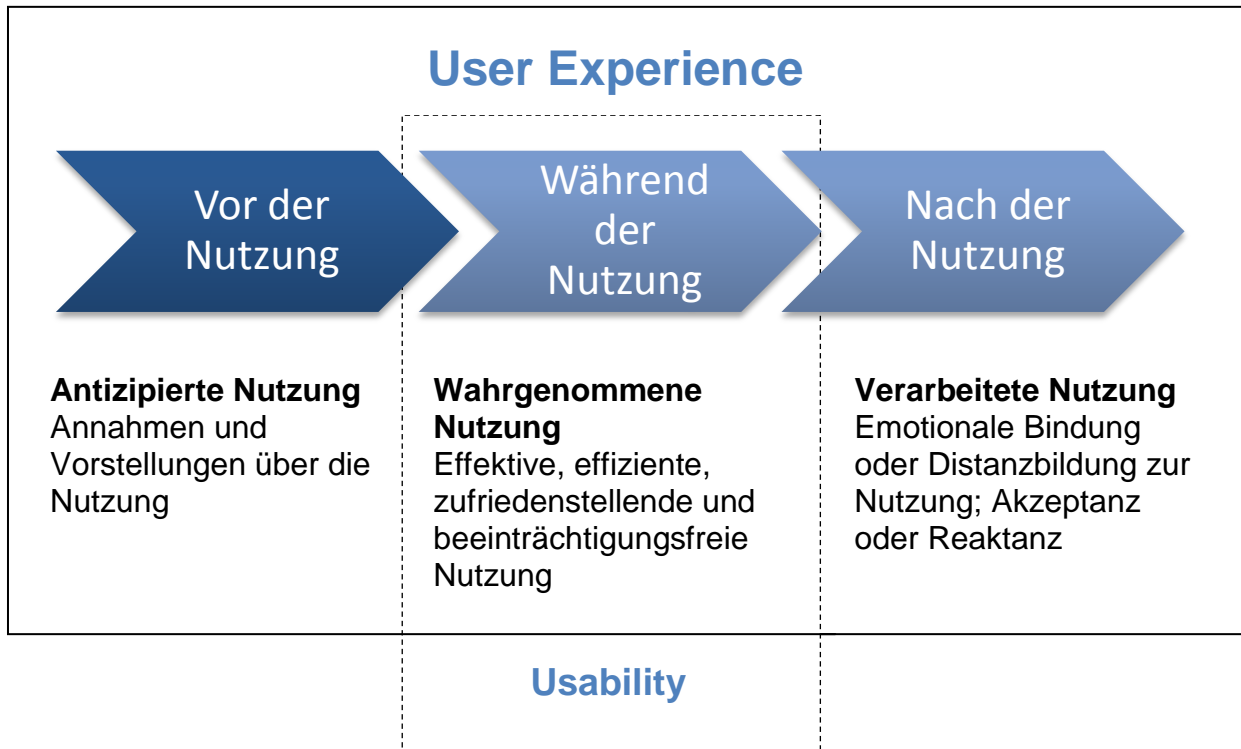 User Experience
Vor der
Nutzung
Während
der
Nutzung
Nach der
Nutzung
Antizipierte Nutzung
Annahmen und
Vorstellungen über die
Nutzung
Wahrgenommene
Nutzung
Effektive, effiziente,
zufriedenstellende und
beeinträchtigungsfreie
Nutzung
Verarbeitete Nutzung
Emotionale Bindung
oder Distanzbildung zur
Nutzung; Akzeptanz
oder Reaktanz
Usability